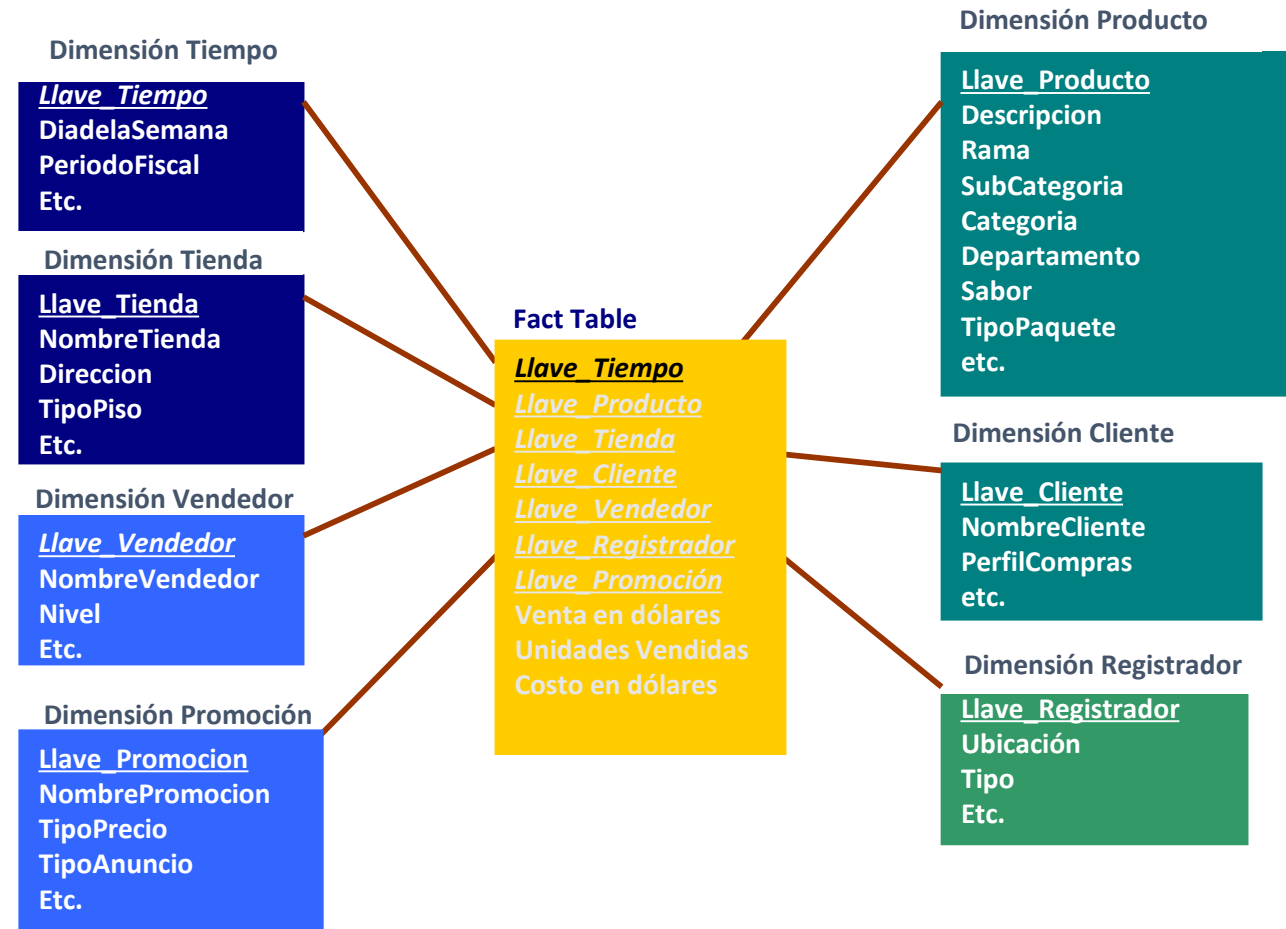 Dimensión Tiempo
Llave_Tiempo
DiadelaSemana
PeriodoFiscal
Etc.
Dimensión Tienda
Llave_Tienda
NombreTienda
Direccion
TipoPiso
Etc.
Dimensión Vendedor
Llave_Vendedor
NombreVendedor
Nivel
Etc.
Dimensión Promoción
Llave_Promocion
NombrePromocion
TipoPrecio
TipoAnuncio
Etc.
Fact Table
Llave_Tiempo
Llave_Producto
Llave_Tienda
Llave_Cliente
Llave_Vendedor
Llave_Registrador
Llave_Promoción
Venta en dólares
Unidades Vendidas
Costo en dólares
Dimensión Producto
Llave_Producto
Descripcion
Rama
SubCategoria
Categoria
Departamento
Sabor
TipoPaquete
etc.
Dimensión Cliente
Llave_Cliente
NombreCliente
PerfilCompras
etc.
Dimensión Registrador
Llave_Registrador
Ubicación
Tipo
Etc.